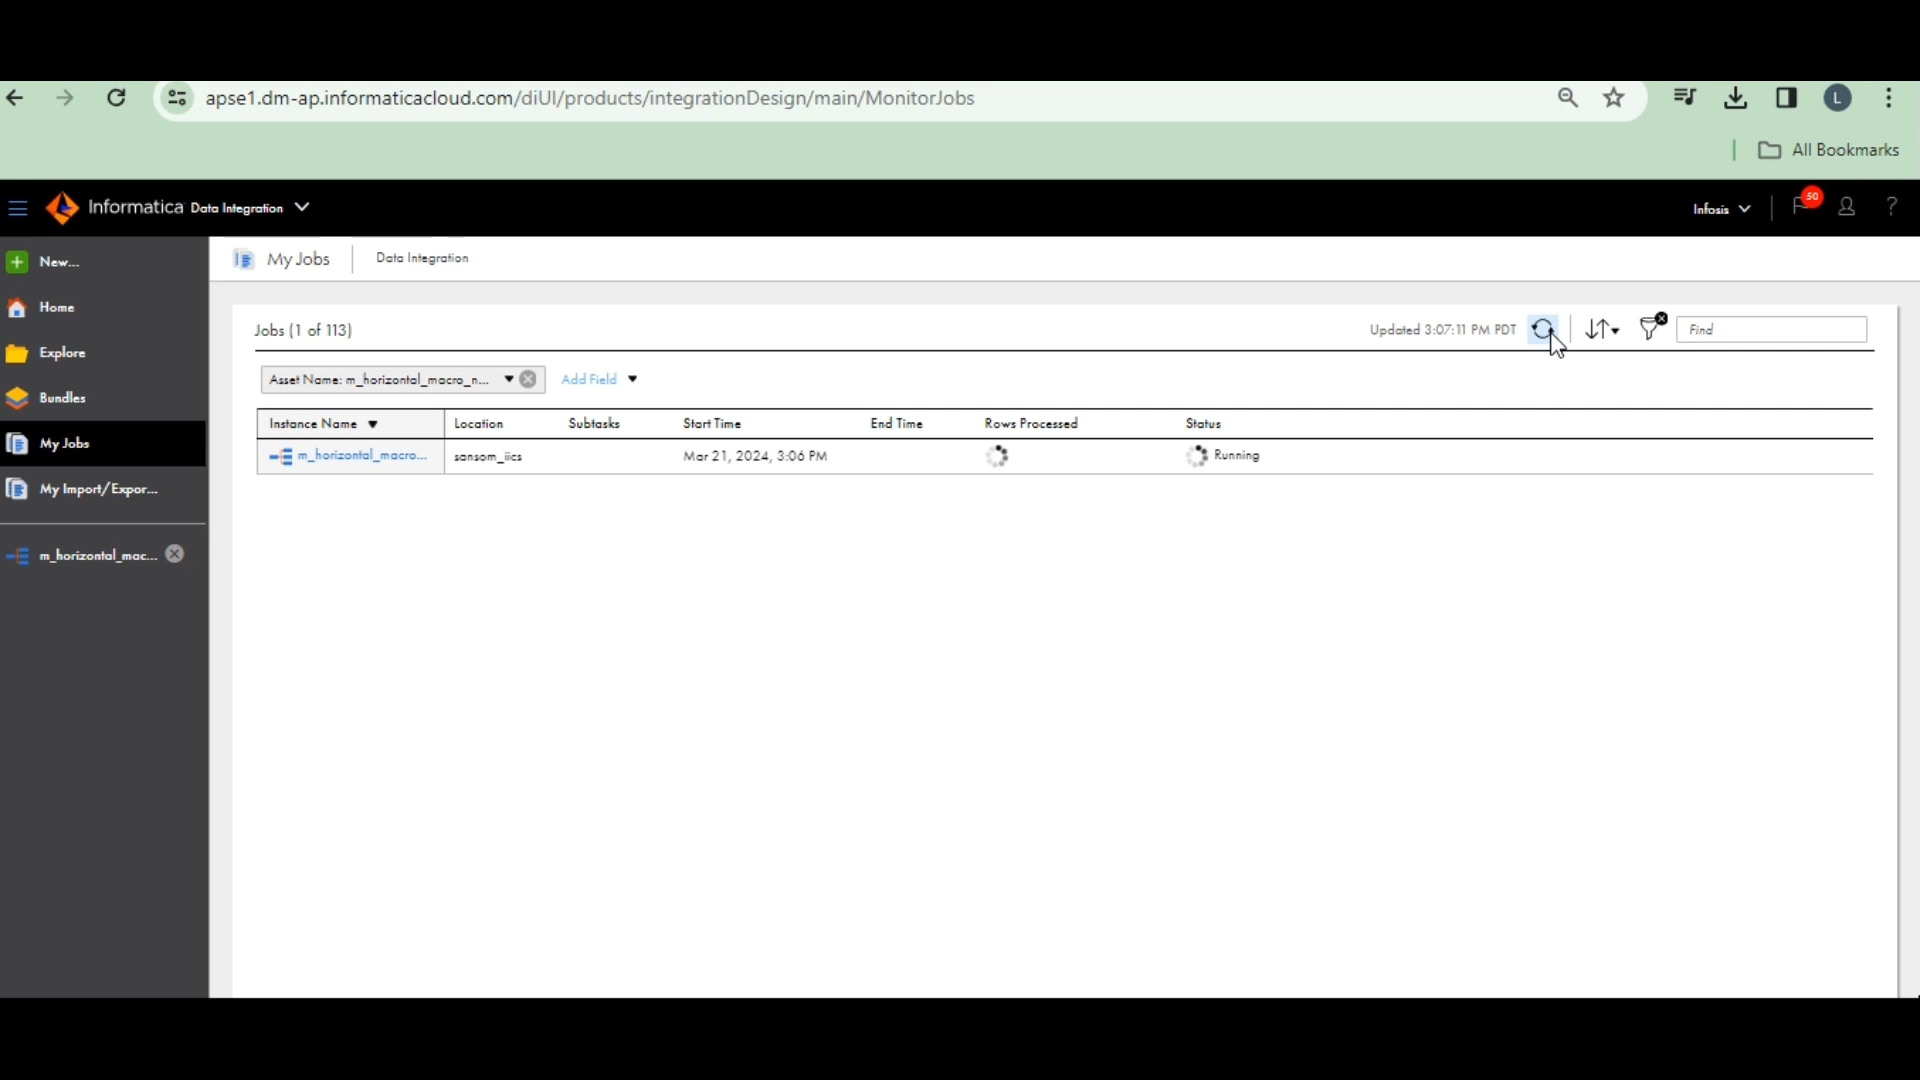 apse1.dm-ap.informaticacloud.com/diUI/products/integrationDesign/main/MonitorJobs
L
All Bookmarks
Informatica Data Integration
Infosis
50
?
New...
Home
Explore
Bundles
My Jobs
My Import/Expor...
m_horizontal_mac...
My Jobs
Data Integration
Jobs (1 of 113)
Updated 3:07:11 PM PDT
Find
Asset Name: m_horizontal_macro_n...
Add Field
Instance Name Location Subtasks Start Time End Time Rows Processed Status
m_horizontal_macro... sansom_iics Mar 21, 2024, 3:06 PM Running